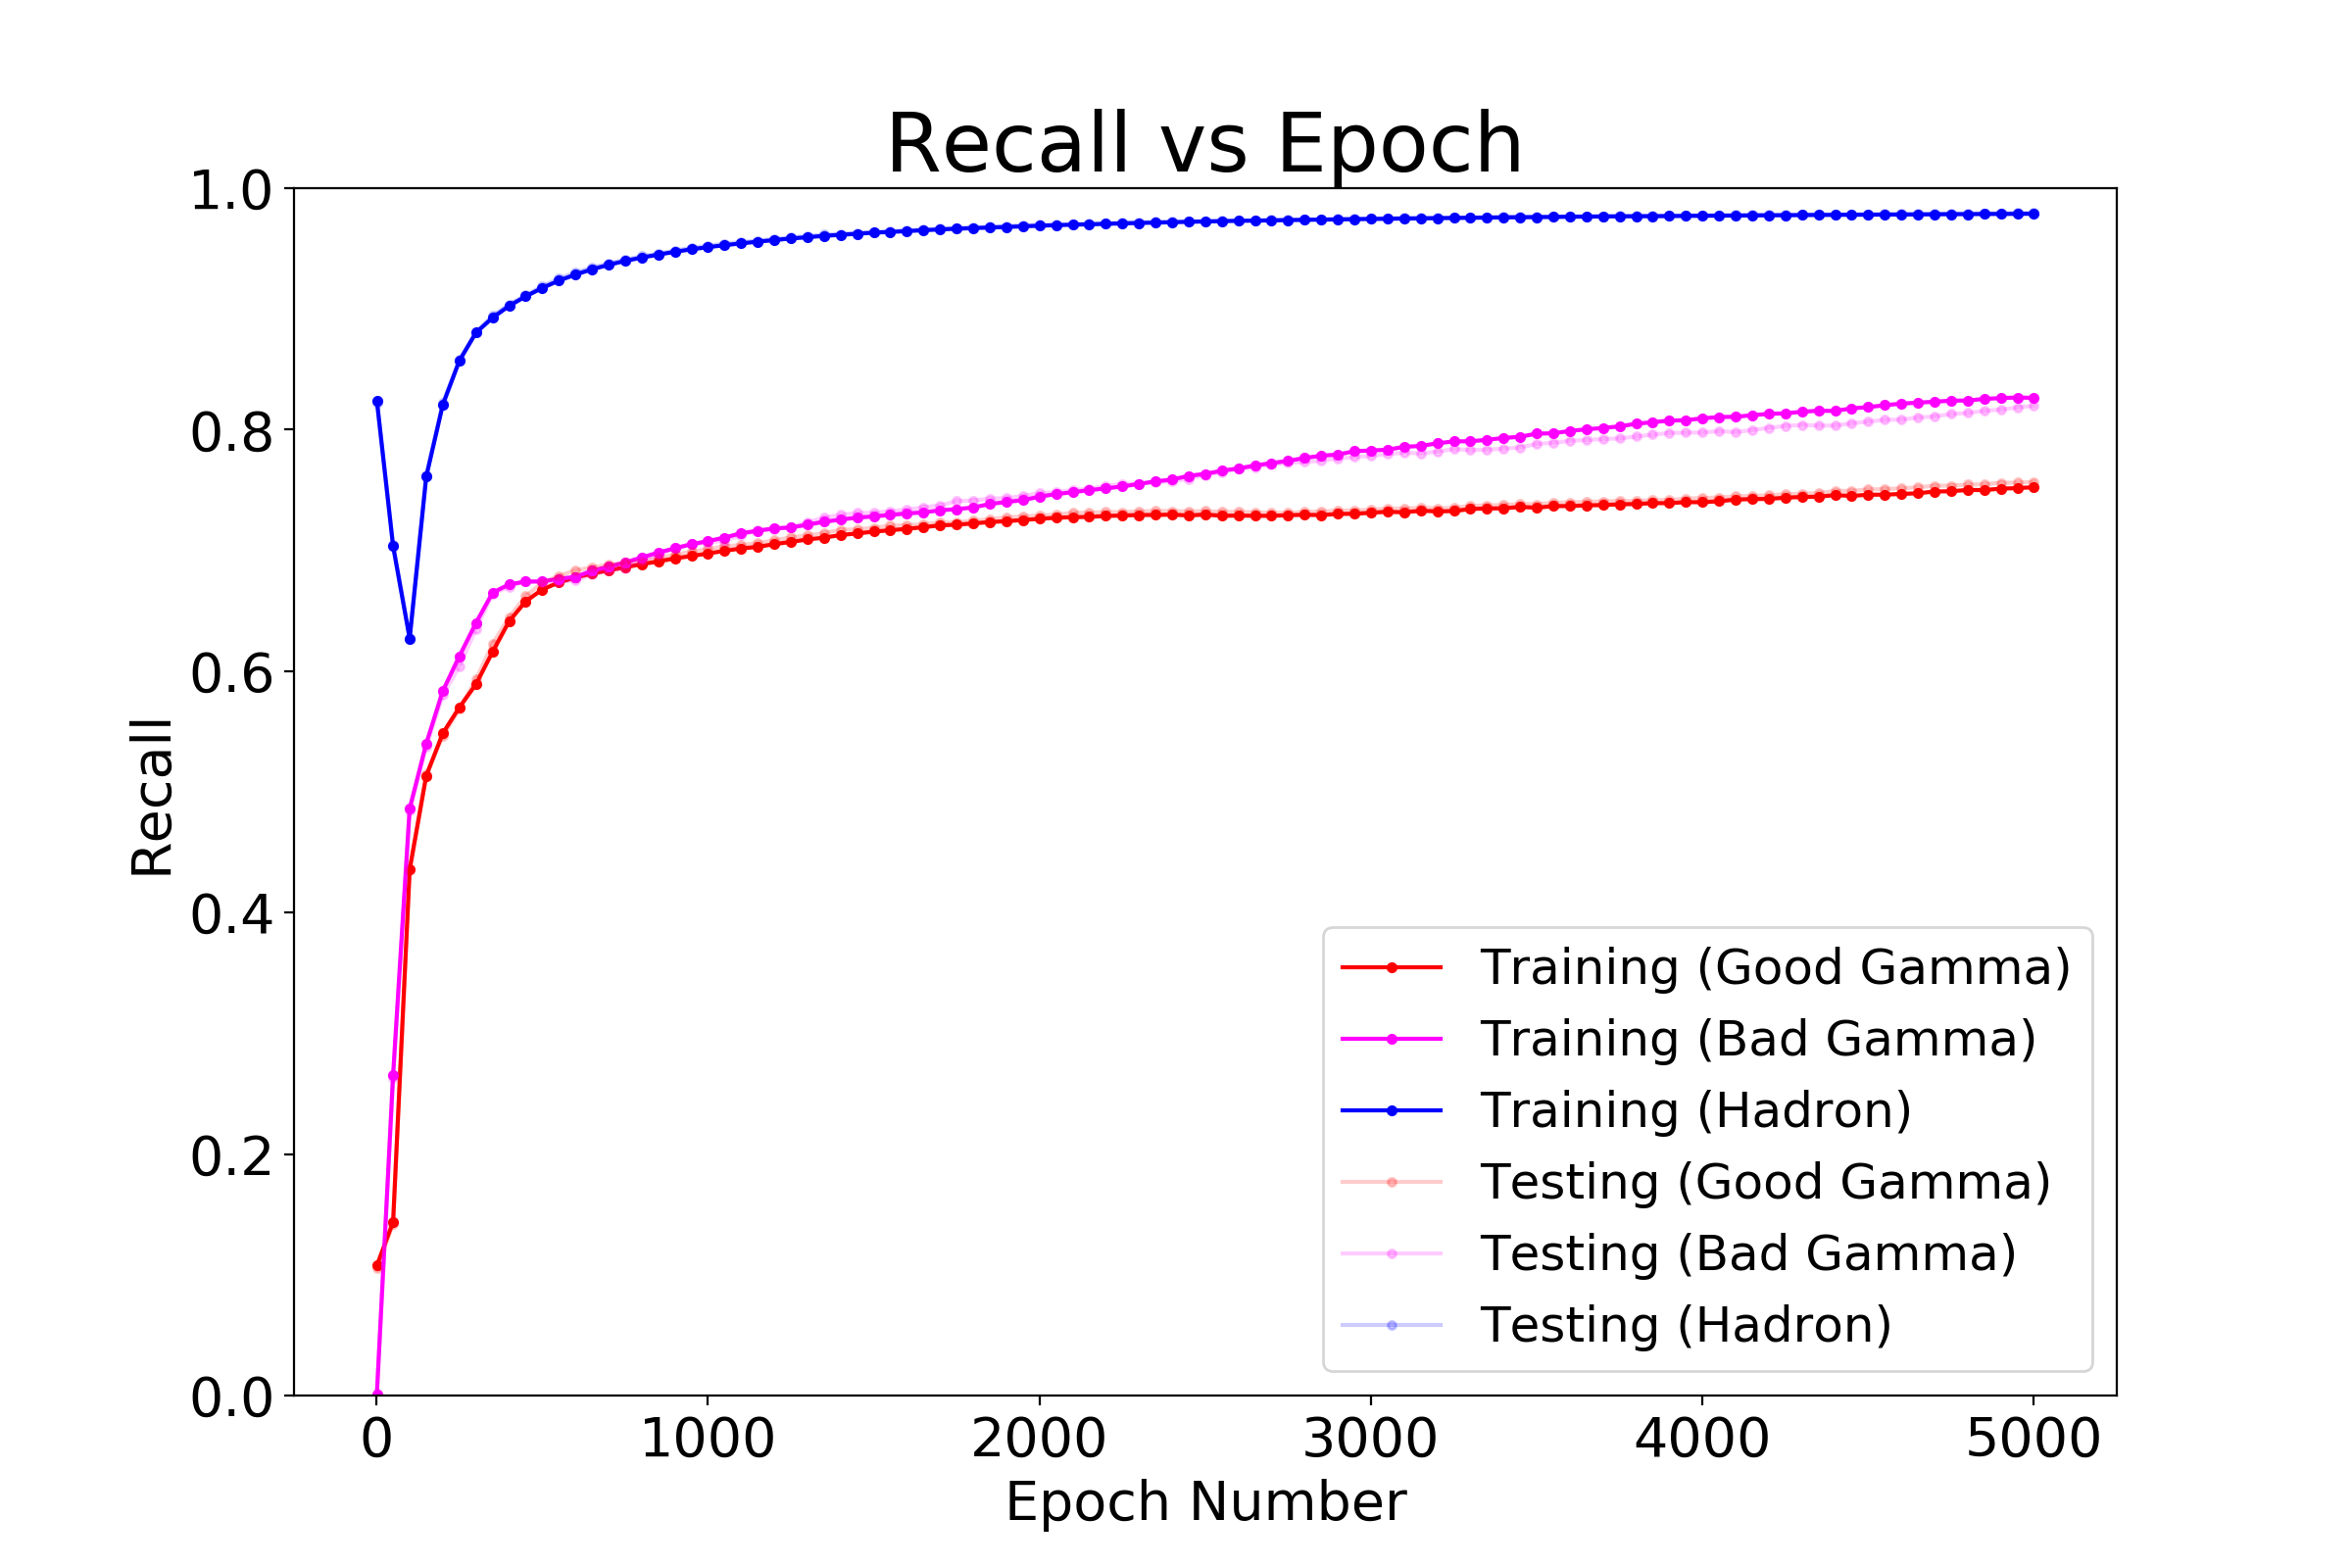 Recall vs Epoch
1.0
0.8
0.6
0.4
0.2
0.0
Recall
Training (Good Gamma)
Training (Bad Gamma)
Training (Hadron)
Testing (Good Gamma)
Testing (Bad Gamma)
Testing (Hadron)
0 1000 2000 3000 4000 5000
Epoch Number